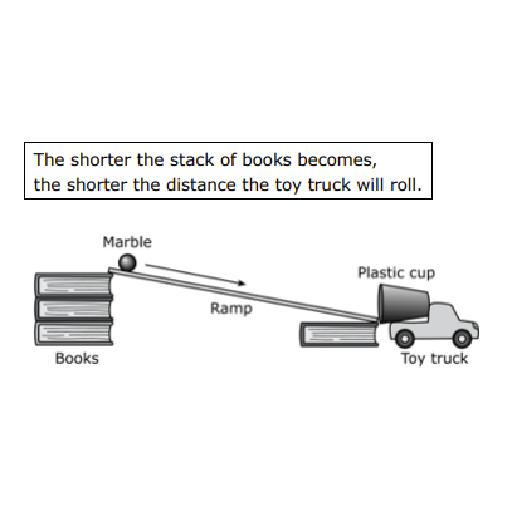 The shorter the stack of books becomes,
the shorter the distance the toy truck will roll.
Marble
Plastic cup
Ramp
Books
Toy truck